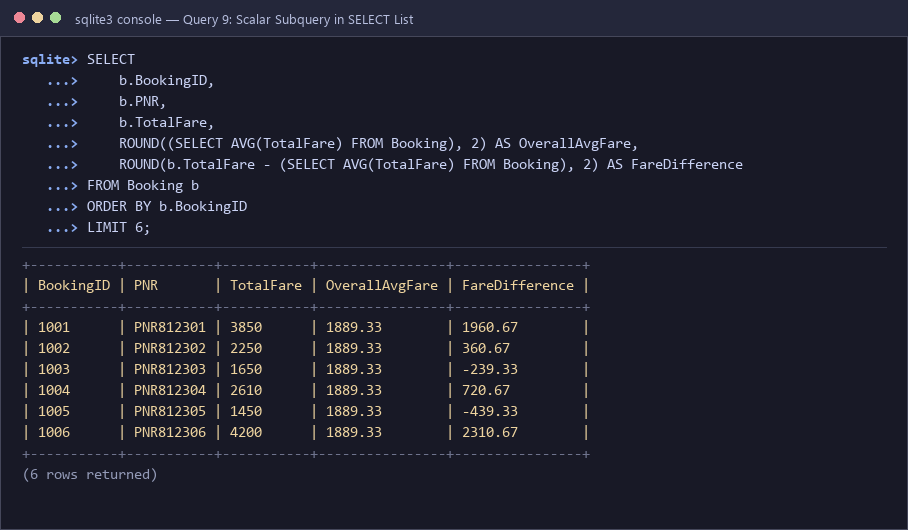 sqlite3 console — Query 9: Scalar Subquery in SELECT List
sqlite> SELECT
   ...>     b.BookingID,
   ...>     b.PNR,
   ...>     b.TotalFare,
   ...>     ROUND((SELECT AVG(TotalFare) FROM Booking), 2) AS OverallAvgFare,
   ...>     ROUND(b.TotalFare - (SELECT AVG(TotalFare) FROM Booking), 2) AS FareDifference
   ...> FROM Booking b
   ...> ORDER BY b.BookingID
   ...> LIMIT 6;
+-----------+-----------+-----------+----------------+----------------+
| BookingID | PNR       | TotalFare | OverallAvgFare | FareDifference |
+-----------+-----------+-----------+----------------+----------------+
| 1001      | PNR812301 | 3850      | 1889.33        | 1960.67        |
| 1002      | PNR812302 | 2250      | 1889.33        | 360.67         |
| 1003      | PNR812303 | 1650      | 1889.33        | -239.33        |
| 1004      | PNR812304 | 2610      | 1889.33        | 720.67         |
| 1005      | PNR812305 | 1450      | 1889.33        | -439.33        |
| 1006      | PNR812306 | 4200      | 1889.33        | 2310.67        |
+-----------+-----------+-----------+----------------+----------------+
(6 rows returned)